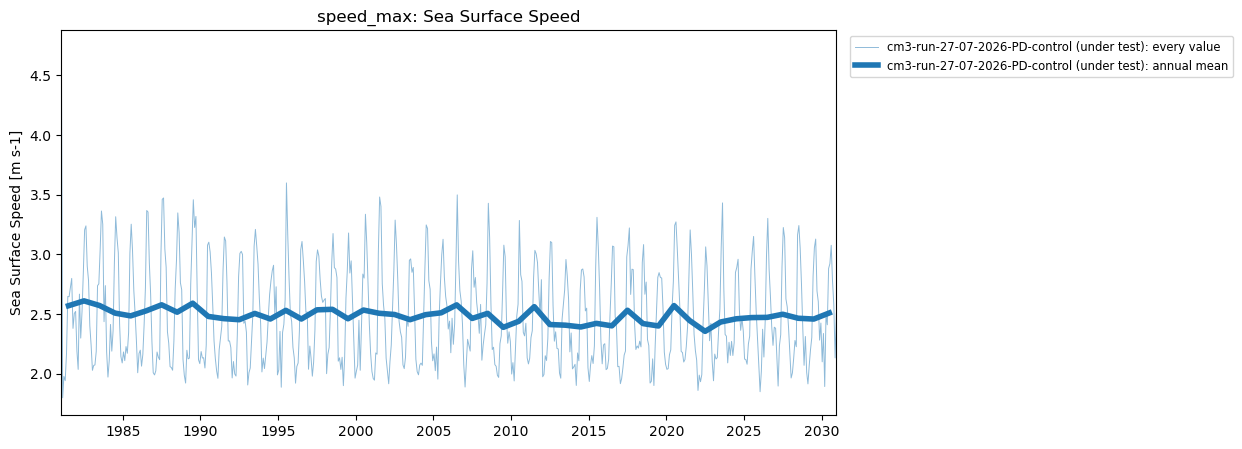 speed_max: Sea Surface Speed
Sea Surface Speed [m s-1]
4.5
4.0
3.5
3.0
2.5
2.0
1985 1990 1995 2000 2005 2010 2015 2020 2025 2030
cm3-run-27-07-2026-PD-control (under test): every value
cm3-run-27-07-2026-PD-control (under test): annual mean